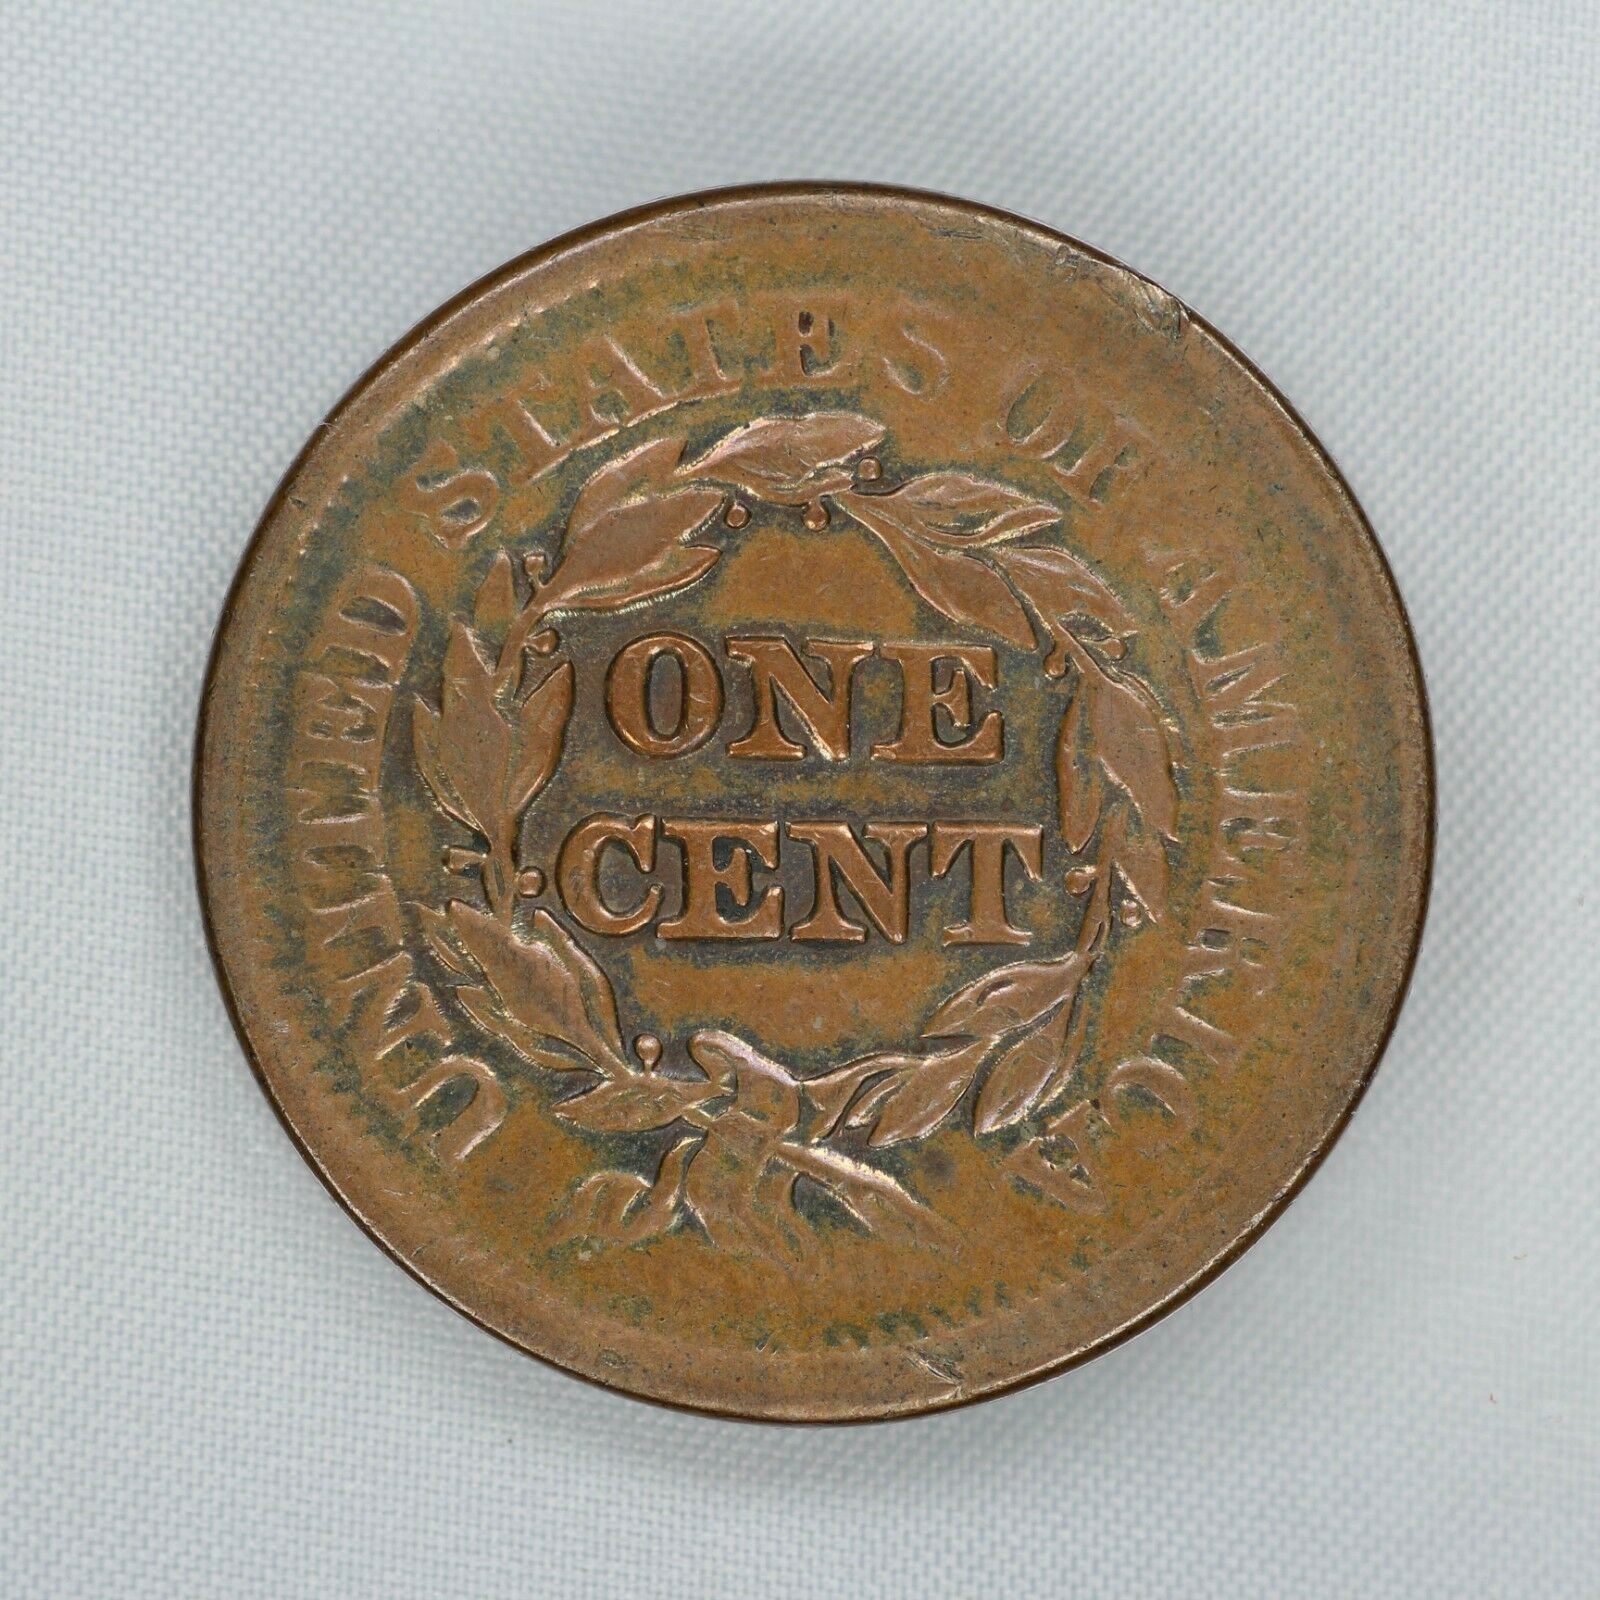 UNITED STATES OF AMERICA
ONE
CENT